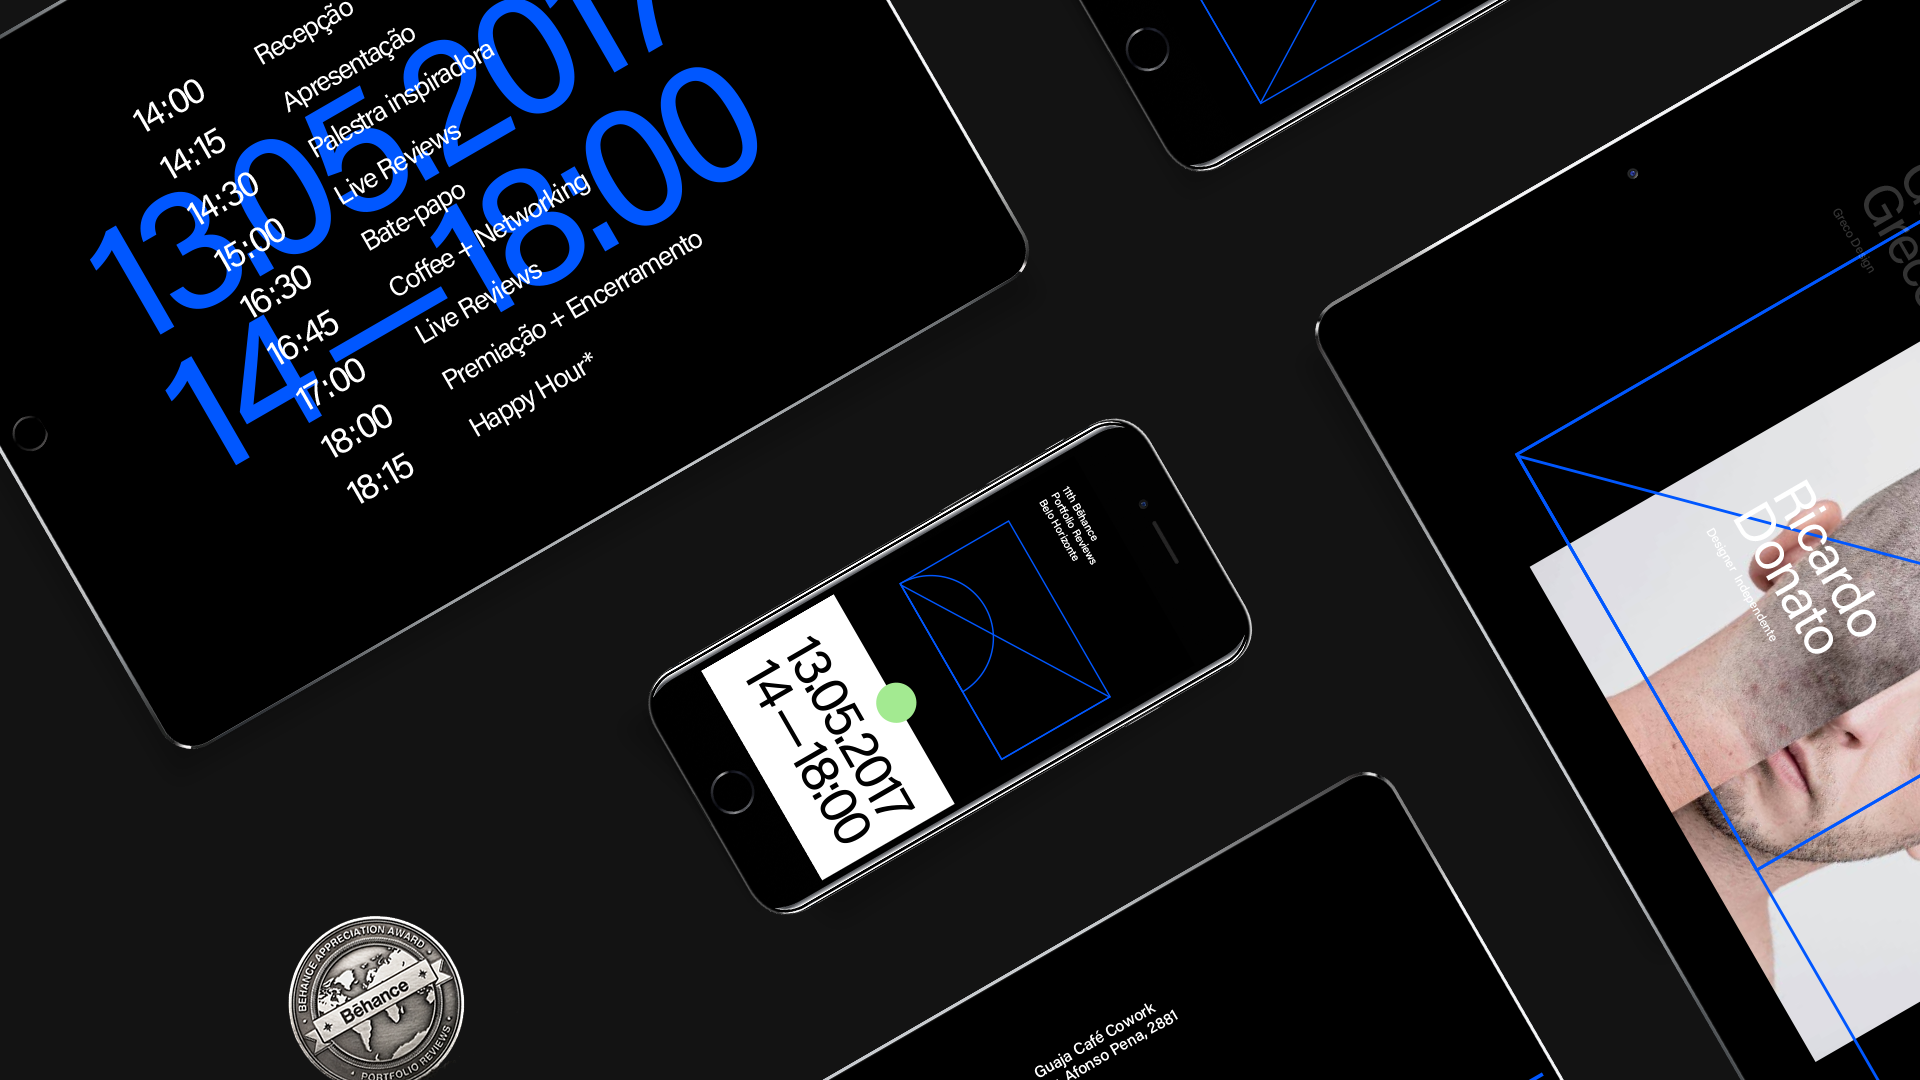 13.05.2017
14—18:00
14:00 Recepção
14:15 Apresentação
14:30 Palestra inspiradora
15:00 Live Reviews
16:30 Bate-papo
16:45 Coffee + Networking
17:00 Live Reviews
18:00 Premiação + Encerramento
18:15 Happy Hour*
11th Bēhance
Portfolio Reviews
Belo Horizonte
13.05.2017
14—18:00
Greco
Greco Design
Ricardo
Donato
Designer Independente
BEHANCE APPRECIATION AWARD
Bēhance
PORTFOLIO REVIEWS
Guaja Café Cowork
Afonso Pena, 2881